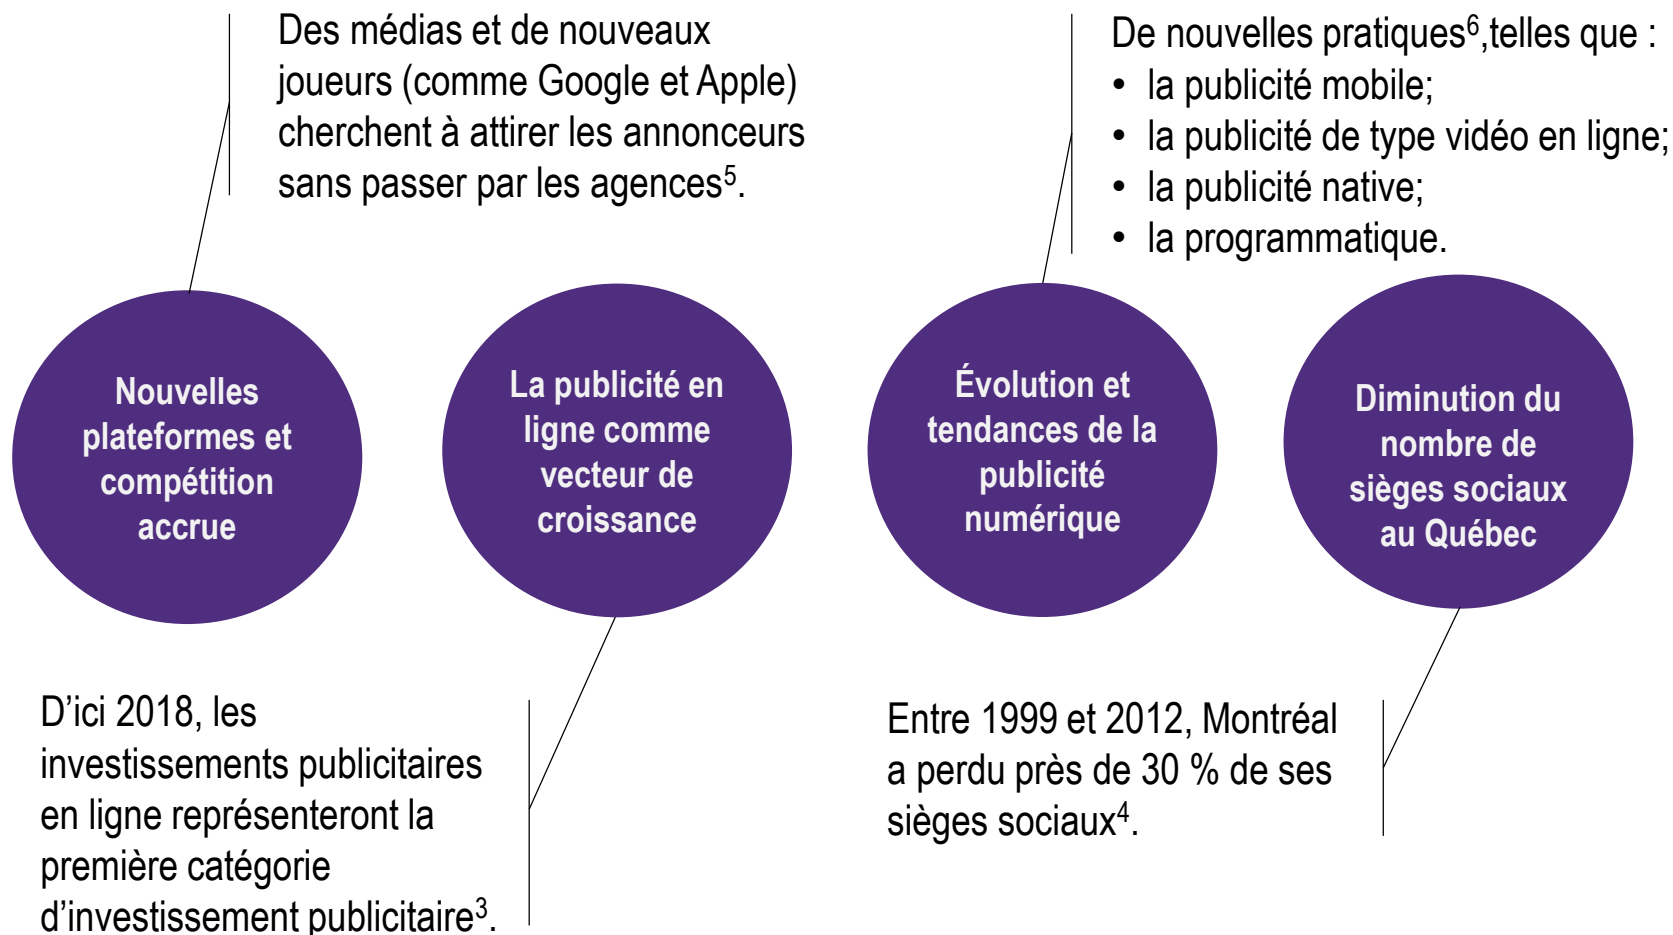 Des médias et de nouveaux
joueurs (comme Google et Apple)
cherchent à attirer les annonceurs
sans passer par les agences⁵.
De nouvelles pratiques⁶,telles que :
• la publicité mobile;
• la publicité de type vidéo en ligne;
• la publicité native;
• la programmatique.
Nouvelles
plateformes et
compétition
accrue
La publicité en
ligne comme
vecteur de
croissance
Évolution et
tendances de la
publicité
numérique
Diminution du
nombre de
sièges sociaux
au Québec
D’ici 2018, les
investissements publicitaires
en ligne représenteront la
première catégorie
d’investissement publicitaire³.
Entre 1999 et 2012, Montréal
a perdu près de 30 % de ses
sièges sociaux⁴.